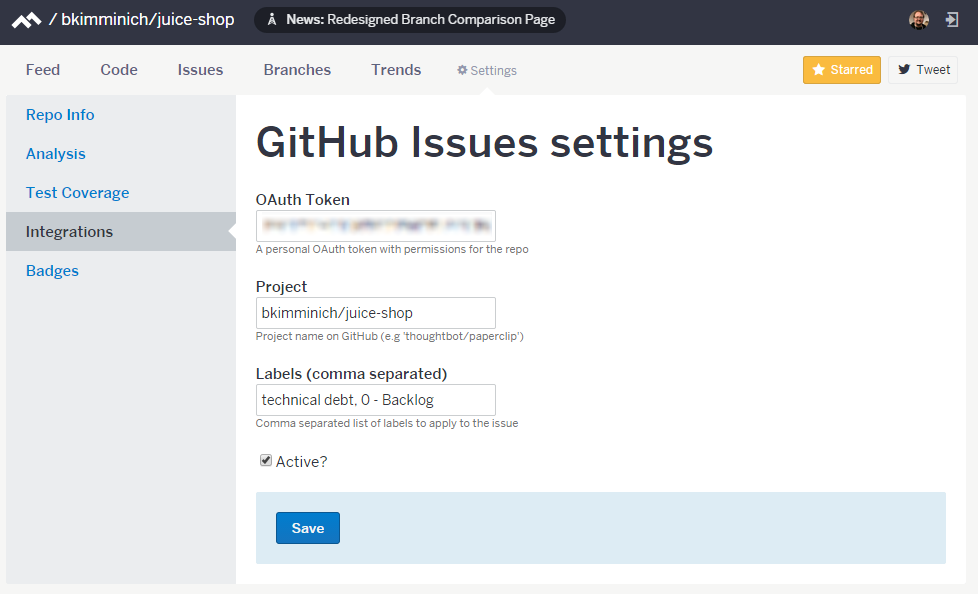 / bkimminich/juice-shop
News: Redesigned Branch Comparison Page
Feed
Code
Issues
Branches
Trends
Settings
Starred
Tweet
Repo Info
Analysis
Test Coverage
Integrations
Badges
GitHub Issues settings
OAuth Token
A personal OAuth token with permissions for the repo
Project
bkimminich/juice-shop
Project name on GitHub (e.g 'thoughtbot/paperclip')
Labels (comma separated)
technical debt, 0 - Backlog
Comma separated list of labels to apply to the issue
Active?
Save